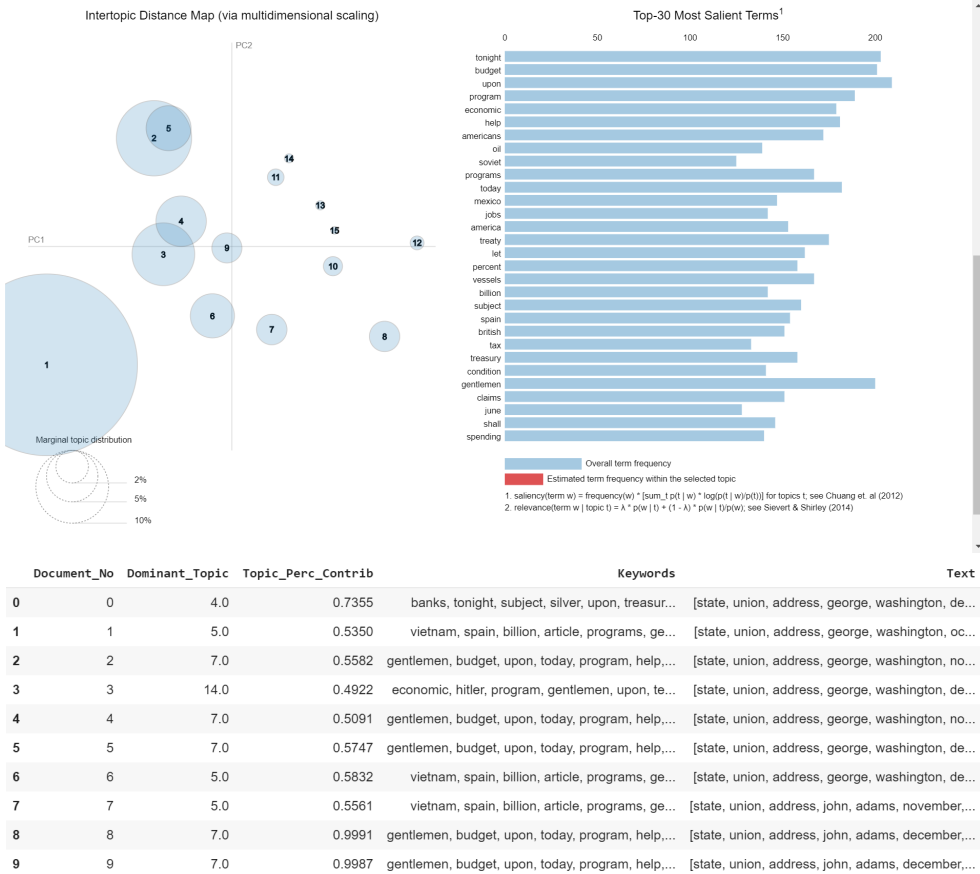 Intertopic Distance Map (via multidimensional scaling)
PC2
PC1
5
2
14
11
13
4
15
12
9
3
10
6
7
8
1
Marginal topic distribution
2%
5%
10%
Top-30 Most Salient Terms1
0 50 100 150 200
tonight
budget
upon
program
economic
help
americans
oil
soviet
programs
today
mexico
jobs
america
treaty
let
percent
vessels
billion
subject
spain
british
tax
treasury
condition
gentlemen
claims
june
shall
spending
Overall term frequency
Estimated term frequency within the selected topic
1. saliency(term w) = frequency(w) * [sum_t p(t | w) * log(p(t | w)/p(t))] for topics t; see Chuang et. al (2012)
2. relevance(term w | topic t) = λ * p(w | t) + (1 - λ) * p(w | t)/p(w); see Sievert & Shirley (2014)
Document_No Dominant_Topic Topic_Perc_Contrib Keywords Text
0 0 4.0 0.7355 banks, tonight, subject, silver, upon, treasur... [state, union, address, george, washington, de...
1 1 5.0 0.5350 vietnam, spain, billion, article, programs, ge... [state, union, address, george, washington, oc...
2 2 7.0 0.5582 gentlemen, budget, upon, today, program, help,... [state, union, address, george, washington, no...
3 3 14.0 0.4922 economic, hitler, program, gentlemen, upon, te... [state, union, address, george, washington, de...
4 4 7.0 0.5091 gentlemen, budget, upon, today, program, help,... [state, union, address, george, washington, no...
5 5 7.0 0.5747 gentlemen, budget, upon, today, program, help,... [state, union, address, george, washington, de...
6 6 5.0 0.5832 vietnam, spain, billion, article, programs, ge... [state, union, address, george, washington, de...
7 7 5.0 0.5561 vietnam, spain, billion, article, programs, ge... [state, union, address, john, adams, november,...
8 8 7.0 0.9991 gentlemen, budget, upon, today, program, help,... [state, union, address, john, adams, december,...
9 9 7.0 0.9987 gentlemen, budget, upon, today, program, help,... [state, union, address, john, adams, december,...